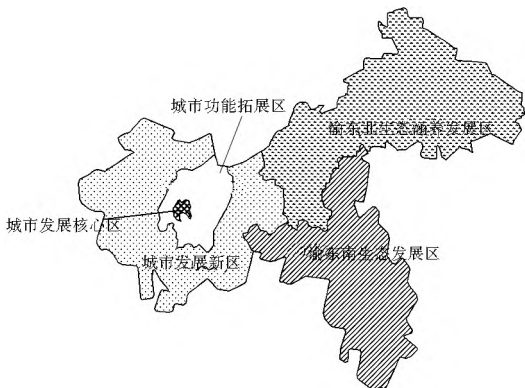 城市功能拓展区
渝东北生态涵养发展区
城市发展核心区
城市发展新区
渝东南生态发展区